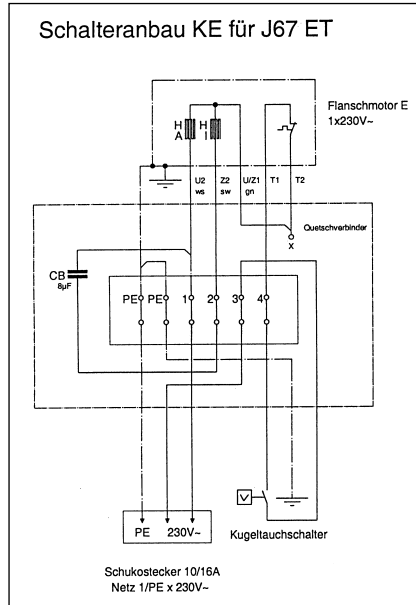 Schalteranbau KE für J67 ET
Flanschmotor E
1x230V~
H
A
H
I
U2
ws
Z2
sw
U/Z1
gn
T1
T2
Quetschverbinder
X
CB
8µF
PE PE 1 2 3 4
PE 230V~
Kugeltauchschalter
Schukostecker 10/16A
Netz 1/PE x 230V~